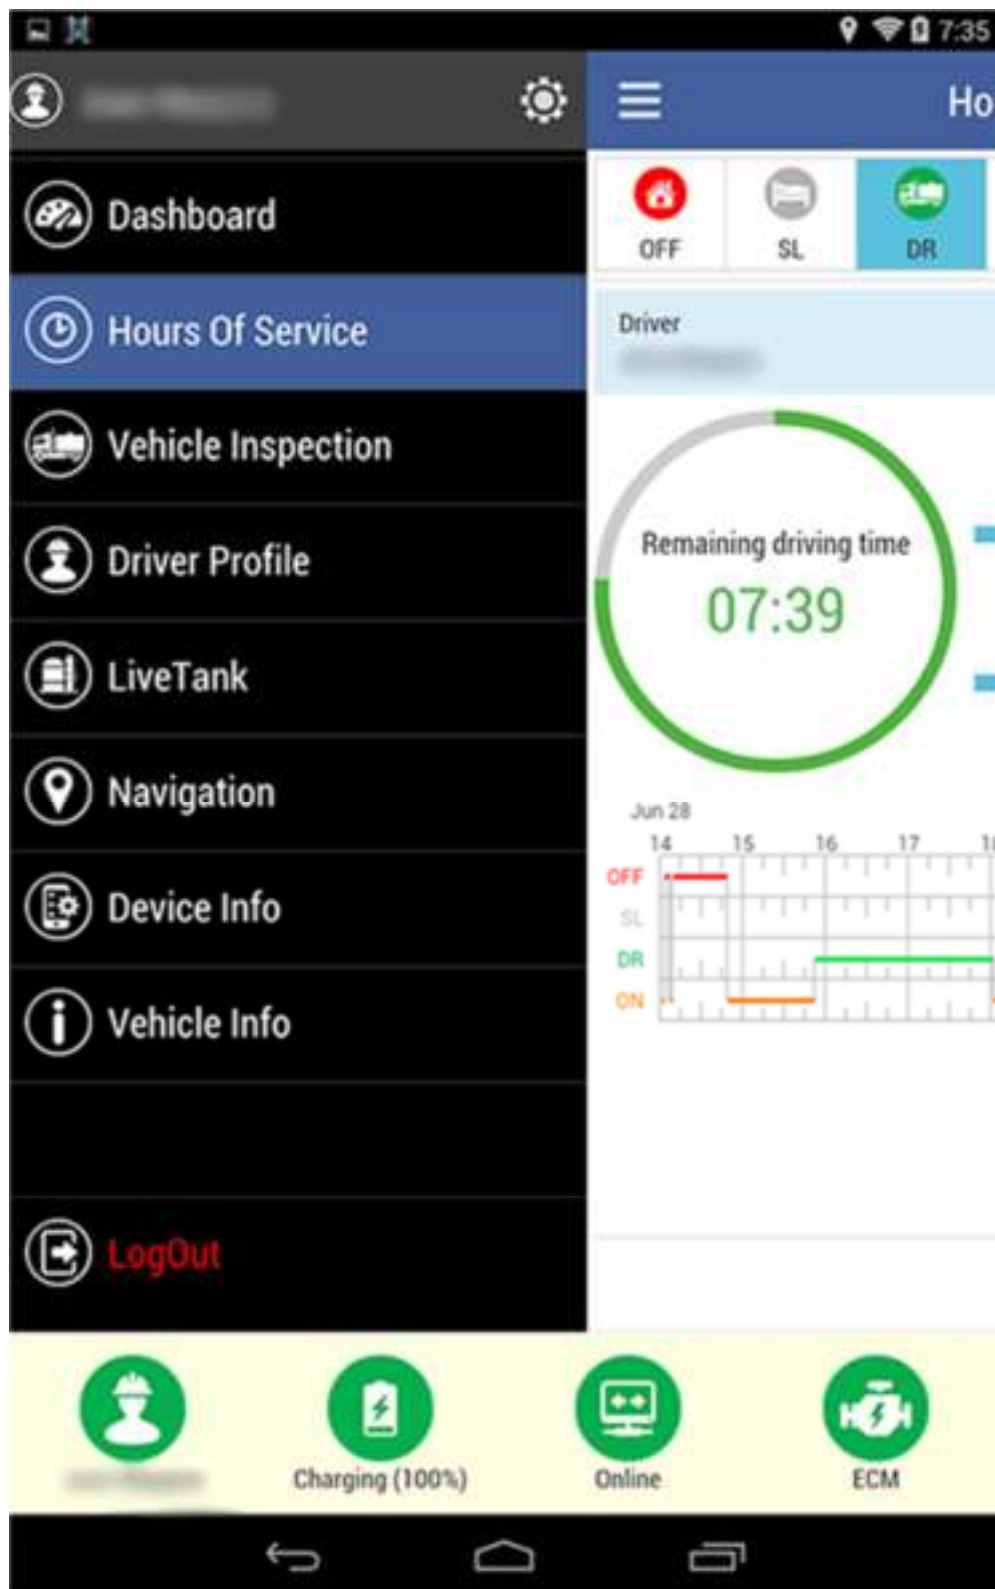 7:35
Ho
Dashboard
Hours Of Service
Vehicle Inspection
Driver Profile
LiveTank
Navigation
Device Info
Vehicle Info
LogOut
OFF SL DR
Driver
Remaining driving time
07:39
Jun 28
14 15 16 17 18
OFF
SL
DR
ON
Charging (100%) Online ECM